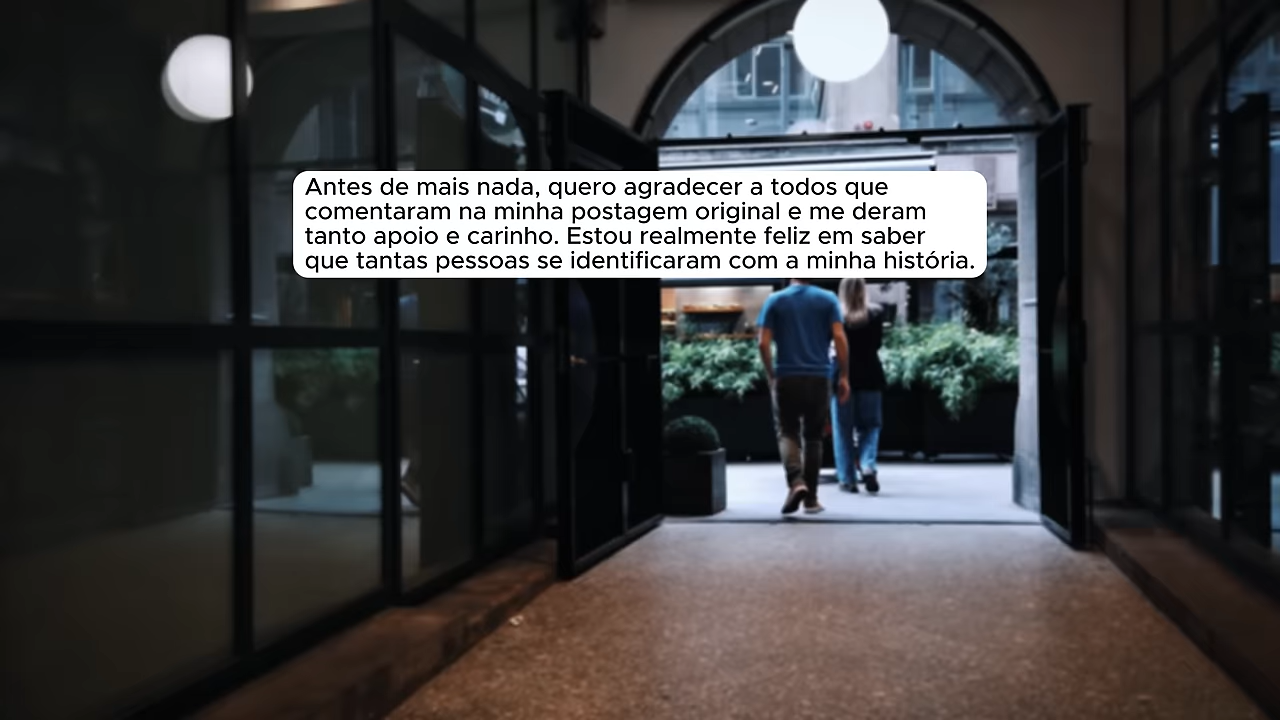 Antes de mais nada, quero agradecer a todos que
comentaram na minha postagem original e me deram
tanto apoio e carinho. Estou realmente feliz em saber
que tantas pessoas se identificaram com a minha história.